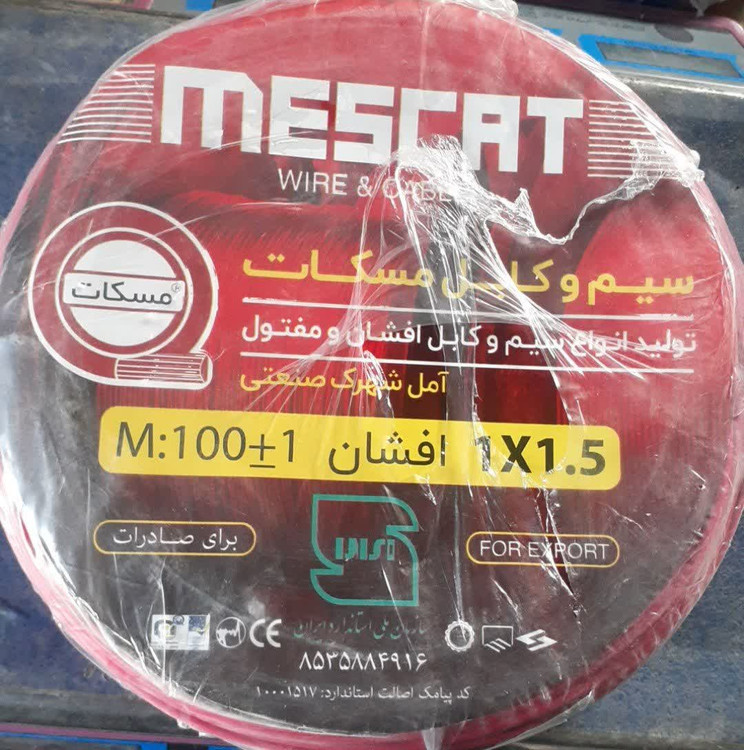 MESCAT
WIRE & CABLE
سیم و کابل مسکات
مسکات
تولید انواع سیم و کابل افشان و مفتول
آمل شهرک صنعتی
M:100±1 افشان 1X1.5
برای صادرات
FOR EXPORT
سازمان ملی استاندارد ایران
CE
۸۵۳۵۸۸۴۹۱۶
کد پیامک اصالت استاندارد: ۱۰۰۰۱۵۱۷